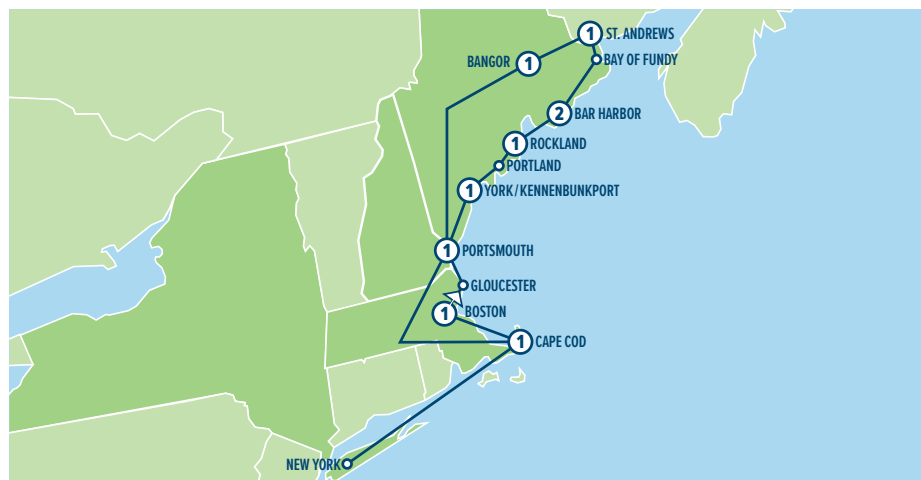 1 ST. ANDREWS
BANGOR 1
BAY OF FUNDY
2 BAR HARBOR
1 ROCKLAND
PORTLAND
1 YORK/KENNENBUNKPORT
1 PORTSMOUTH
GLOUCESTER
1 BOSTON
1 CAPE COD
NEW YORK